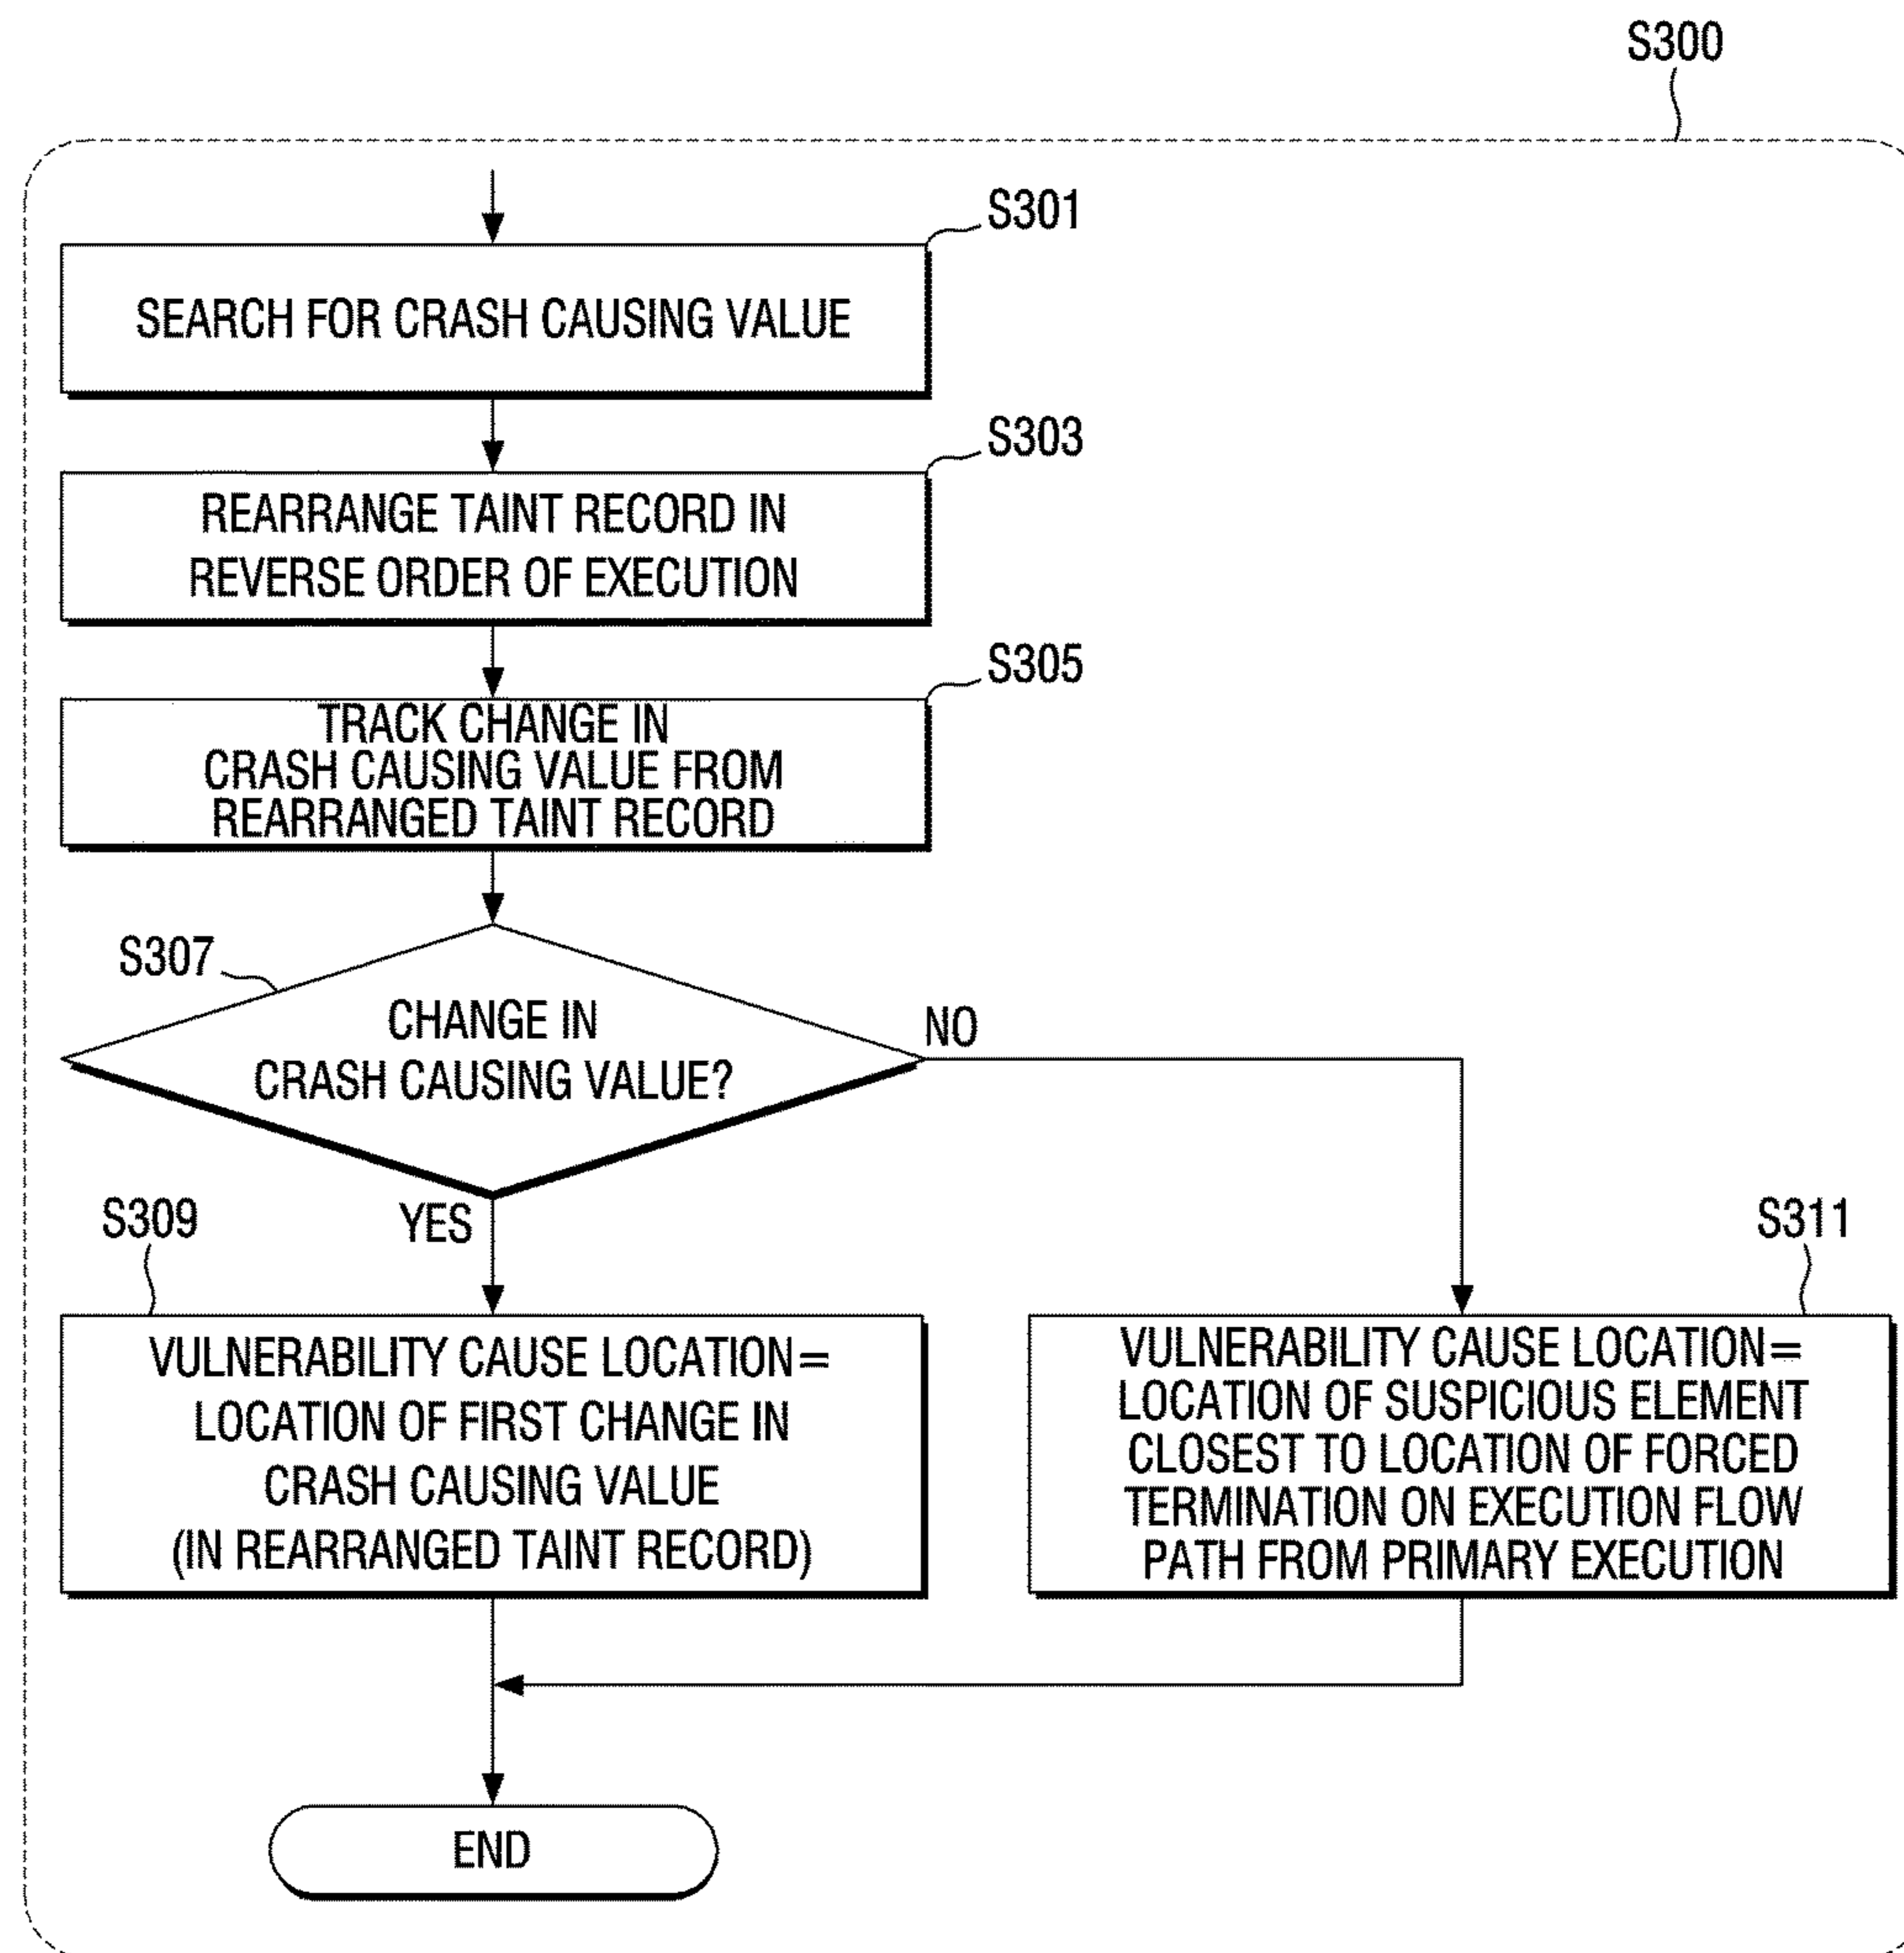 S300
S301
SEARCH FOR CRASH CAUSING VALUE
S303
REARRANGE TAINT RECORD IN
REVERSE ORDER OF EXECUTION
S305
TRACK CHANGE IN
CRASH CAUSING VALUE FROM
REARRANGED TAINT RECORD
S307
CHANGE IN
CRASH CAUSING VALUE?
NO
YES
S309
VULNERABILITY CAUSE LOCATION=
LOCATION OF FIRST CHANGE IN
CRASH CAUSING VALUE
(IN REARRANGED TAINT RECORD)
S311
VULNERABILITY CAUSE LOCATION=
LOCATION OF SUSPICIOUS ELEMENT
CLOSEST TO LOCATION OF FORCED
TERMINATION ON EXECUTION FLOW
PATH FROM PRIMARY EXECUTION
END